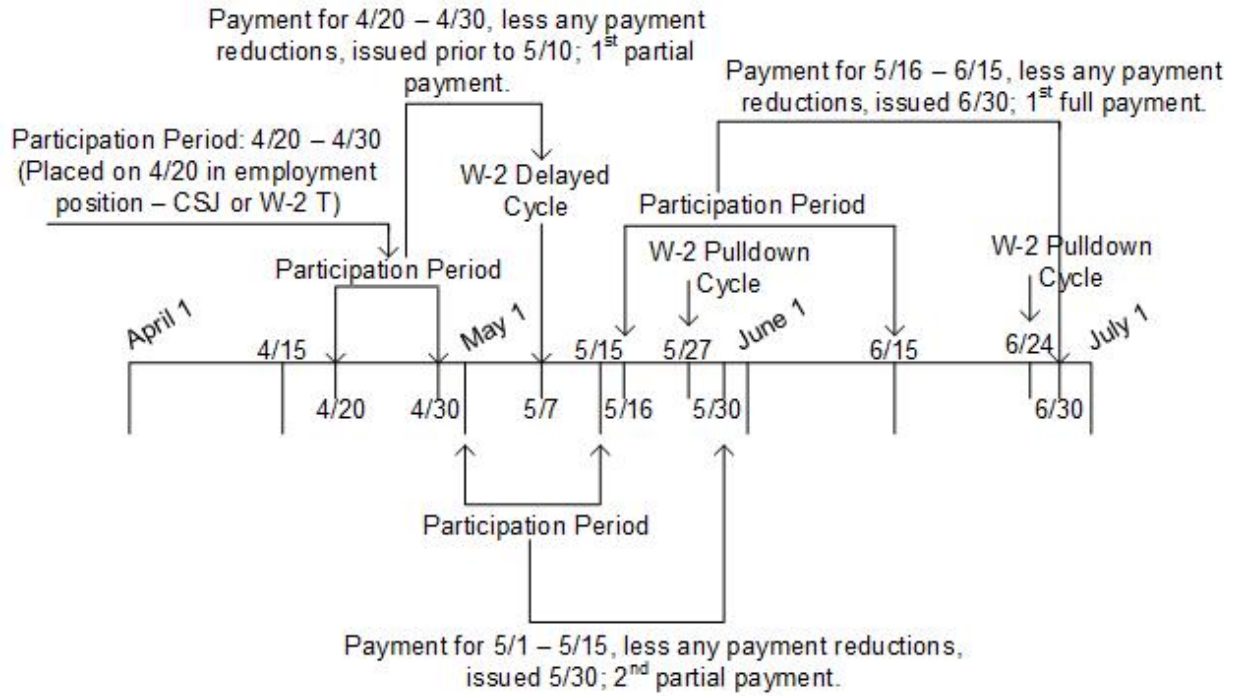 Payment for 4/20 – 4/30, less any payment
reductions, issued prior to 5/10; 1st partial
payment.
Payment for 5/16 – 6/15, less any payment
reductions, issued 6/30; 1st full payment.
Participation Period: 4/20 – 4/30
(Placed on 4/20 in employment
position – CSJ or W-2 T)
W-2 Delayed
Cycle
Participation Period
Participation Period
W-2 Pulldown
Cycle
W-2 Pulldown
Cycle
April 1
4/15
May 1
5/15
5/27
June 1
6/15
6/24
July 1
4/20
4/30
5/7
5/16
5/30
6/30
Participation Period
Payment for 5/1 – 5/15, less any payment reductions,
issued 5/30; 2nd partial payment.